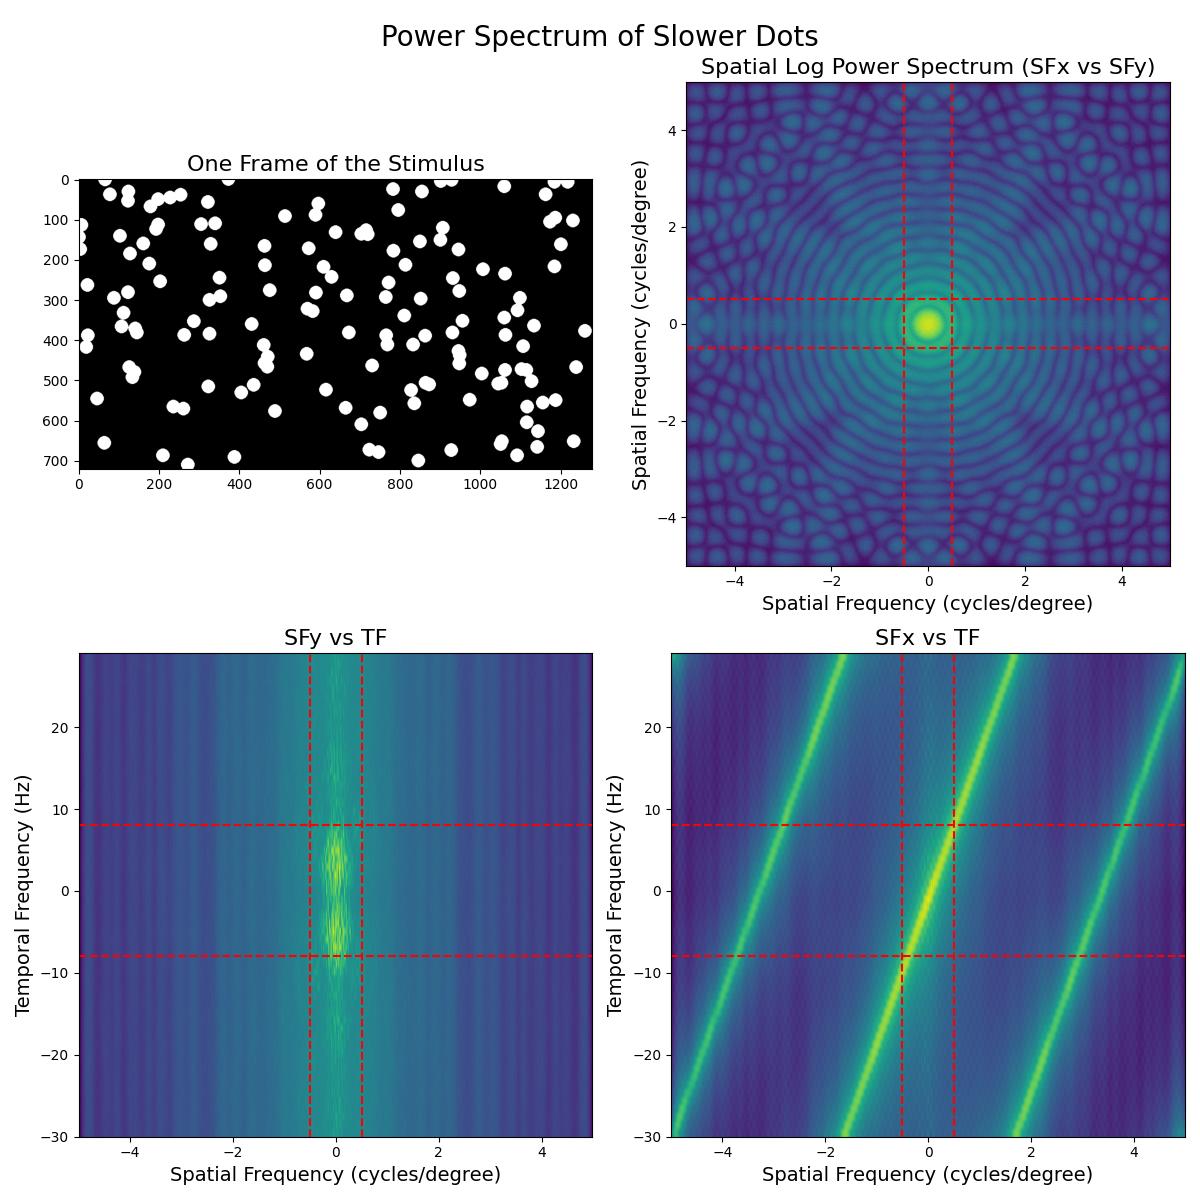 Power Spectrum of Slower Dots
One Frame of the Stimulus
0
100
200
300
400
500
600
700
0 200 400 600 800 1000 1200
Spatial Log Power Spectrum (SFx vs SFy)
Spatial Frequency (cycles/degree)
4
2
0
−2
−4
−4 −2 0 2 4
Spatial Frequency (cycles/degree)
SFy vs TF
Temporal Frequency (Hz)
20
10
0
−10
−20
−30
−4 −2 0 2 4
Spatial Frequency (cycles/degree)
SFx vs TF
Temporal Frequency (Hz)
20
10
0
−10
−20
−30
−4 −2 0 2 4
Spatial Frequency (cycles/degree)